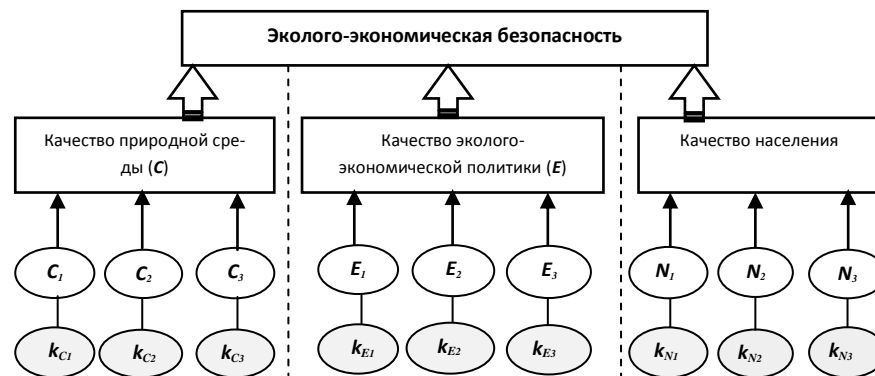 Эколого-экономическая безопасность
Качество природной сре-
ды (C)
Качество эколого-
экономической политики (E)
Качество населения
C1 C2 C3 E1 E2 E3 N1 N2 N3
kC1 kC2 kC3 kE1 kE2 kE3 kN1 kN2 kN3